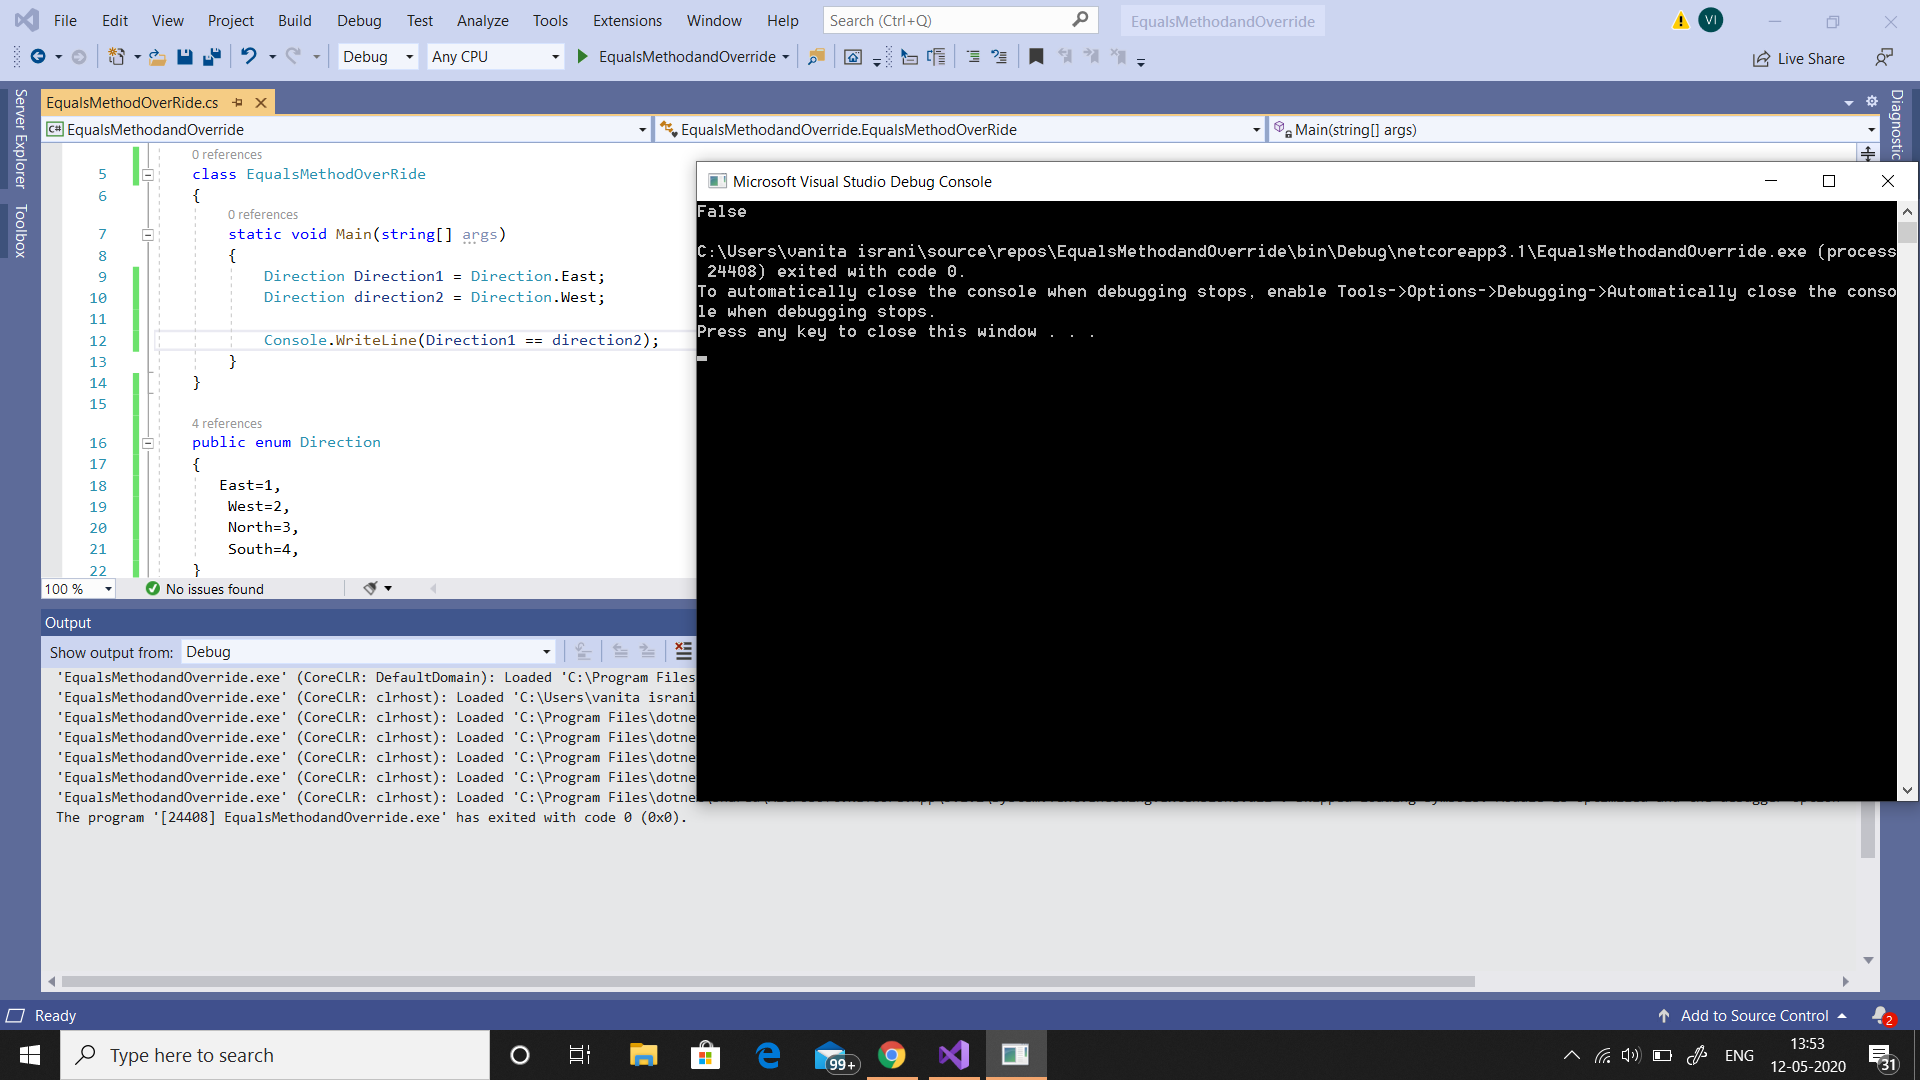 File Edit View Project Build Debug Test Analyze Tools Extensions Window Help Search (Ctrl+Q) EqualsMethodandOverride VI
Debug Any CPU EqualsMethodandOverride Live Share
Server Explorer
Toolbox
Diagnostic
EqualsMethodOverRide.cs
C# EqualsMethodandOverride EqualsMethodandOverride.EqualsMethodOverRide Main(string[] args)
0 references
5 class EqualsMethodOverRide
6 {
0 references
7 static void Main(string[] args)
8 {
9 Direction Direction1 = Direction.East;
10 Direction direction2 = Direction.West;
11
12 Console.WriteLine(Direction1 == direction2);
13 }
14 }
15
4 references
16 public enum Direction
17 {
18 East=1,
19 West=2,
20 North=3,
21 South=4,
22 }
100 % No issues found
Microsoft Visual Studio Debug Console
False
C:\Users\vanita israni\source\repos\EqualsMethodandOverride\bin\Debug\netcoreapp3.1\EqualsMethodandOverride.exe (process
24408) exited with code 0.
To automatically close the console when debugging stops, enable Tools->Options->Debugging->Automatically close the conso
le when debugging stops.
Press any key to close this window . . .
Output
Show output from: Debug
'EqualsMethodandOverride.exe' (CoreCLR: DefaultDomain): Loaded 'C:\Program Files
'EqualsMethodandOverride.exe' (CoreCLR: clrhost): Loaded 'C:\Users\vanita israni
'EqualsMethodandOverride.exe' (CoreCLR: clrhost): Loaded 'C:\Program Files\dotne
'EqualsMethodandOverride.exe' (CoreCLR: clrhost): Loaded 'C:\Program Files\dotne
'EqualsMethodandOverride.exe' (CoreCLR: clrhost): Loaded 'C:\Program Files\dotne
'EqualsMethodandOverride.exe' (CoreCLR: clrhost): Loaded 'C:\Program Files\dotne
'EqualsMethodandOverride.exe' (CoreCLR: clrhost): Loaded 'C:\Program Files\dotne
The program '[24408] EqualsMethodandOverride.exe' has exited with code 0 (0x0).
Ready Add to Source Control 2
Type here to search 99+ ENG 13:53
12-05-2020 31